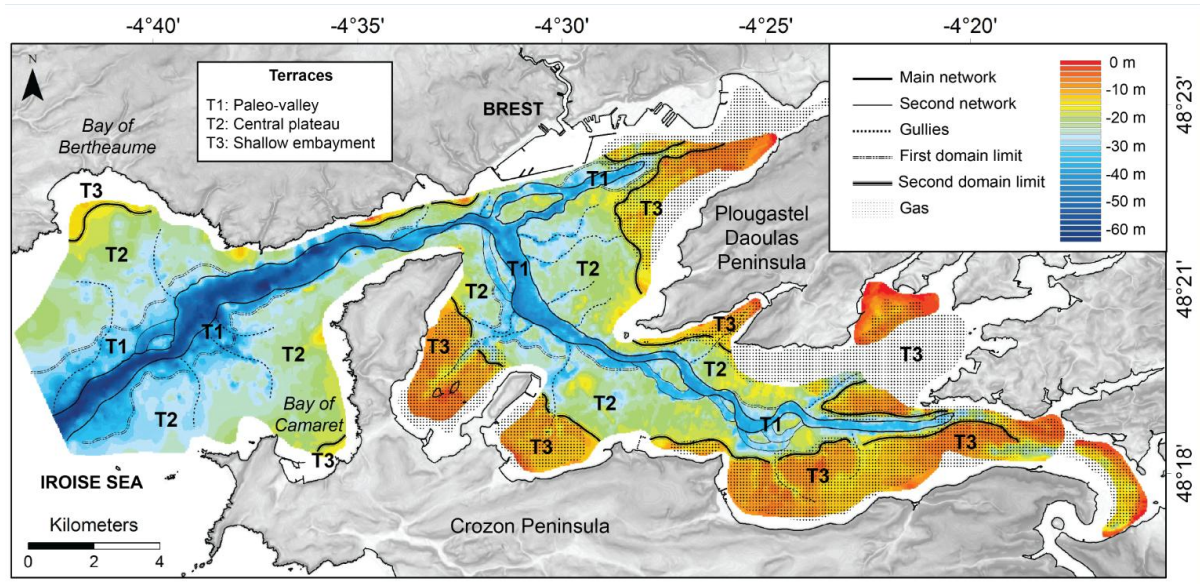 -4°40'
-4°35'
-4°30'
-4°25'
-4°20'
N
Terraces
T1: Paleo-valley
T2: Central plateau
T3: Shallow embayment
BREST
Bay of
Bertheaume
Main network
Second network
Gullies
First domain limit
Second domain limit
Gas
0 m
-10 m
-20 m
-30 m
-40 m
-50 m
-60 m
48°23'
48°21'
48°18'
T3
T2
T1
T1
T2
T2
Bay of
Camaret
T3
T1
T3
T2
T1
T2
T3
Plougastel
Daoulas
Peninsula
T3
T2
T3
T2
T3
T1
T3
T3
IROISE SEA
Kilometers
0 2 4
Crozon Peninsula